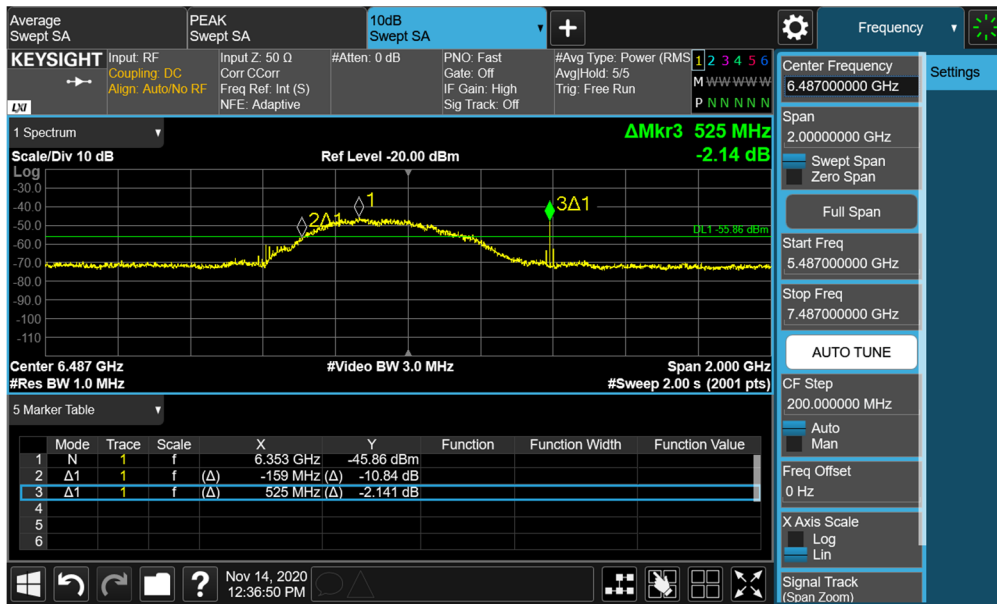 Average
Swept SA
PEAK
Swept SA
10dB
Swept SA
Frequency
KEYSIGHT
LXI
Input: RF
Coupling: DC
Align: Auto/No RF
Input Z: 50 Ω
Corr CCorr
Freq Ref: Int (S)
NFE: Adaptive
#Atten: 0 dB
PNO: Fast
Gate: Off
IF Gain: High
Sig Track: Off
#Avg Type: Power (RMS
Avg|Hold: 5/5
Trig: Free Run
1 2 3 4 5 6
M W W W W W
P N N N N N
1 Spectrum
ΔMkr3 525 MHz
-2.14 dB
Scale/Div 10 dB
Ref Level -20.00 dBm
Log
-30.0
-40.0
-50.0
-60.0
-70.0
-80.0
-90.0
-100
-110
2Δ1
1
3Δ1
DL1 -55.86 dBm
Center 6.487 GHz
#Video BW 3.0 MHz
Span 2.000 GHz
#Res BW 1.0 MHz
#Sweep 2.00 s (2001 pts)
5 Marker Table
Mode Trace Scale X Y Function Function Width Function Value
1 N 1 f 6.353 GHz -45.86 dBm
2 Δ1 1 f (Δ) -159 MHz (Δ) -10.84 dB
3 Δ1 1 f (Δ) 525 MHz (Δ) -2.141 dB
4
5
6
Nov 14, 2020
12:36:50 PM
Center Frequency
6.487000000 GHz
Span
2.00000000 GHz
Swept Span
Zero Span
Full Span
Start Freq
5.487000000 GHz
Stop Freq
7.487000000 GHz
AUTO TUNE
CF Step
200.000000 MHz
Auto
Man
Freq Offset
0 Hz
X Axis Scale
Log
Lin
Signal Track
(Span Zoom)
Settings